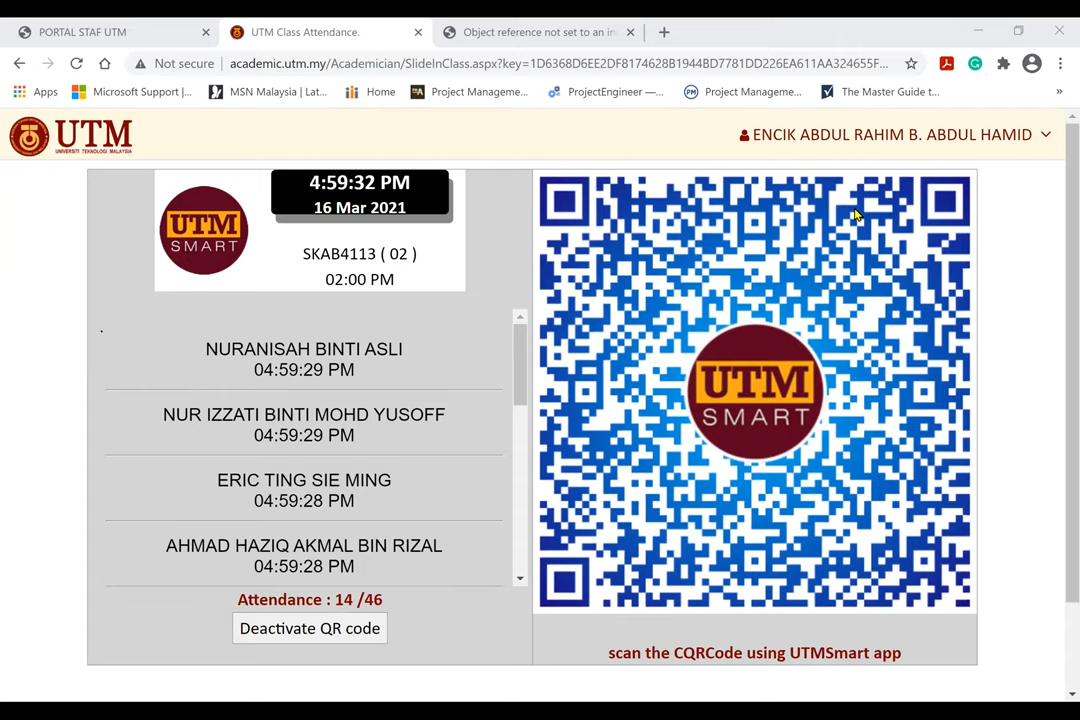 PORTAL STAF UTM
UTM Class Attendance.
Object reference not set to an in
Not secure
academic.utm.my/Academician/SlideInClass.aspx?key=1D6368D6EE2DF8174628B1944BD7781DD226EA611AA324655F...
Apps
Microsoft Support |...
MSN Malaysia | Lat...
Home
Project Manageme...
ProjectEngineer —...
Project Manageme...
The Master Guide t...
»
UTM
UNIVERSITI TEKNOLOGI MALAYSIA
ENCIK ABDUL RAHIM B. ABDUL HAMID
UTM
SMART
4:59:32 PM
16 Mar 2021
SKAB4113 ( 02 )
02:00 PM
.
NURANISAH BINTI ASLI
04:59:29 PM
NUR IZZATI BINTI MOHD YUSOFF
04:59:29 PM
ERIC TING SIE MING
04:59:28 PM
AHMAD HAZIQ AKMAL BIN RIZAL
04:59:28 PM
Attendance : 14 /46
Deactivate QR code
UTM
SMART
scan the CQRCode using UTMSmart app